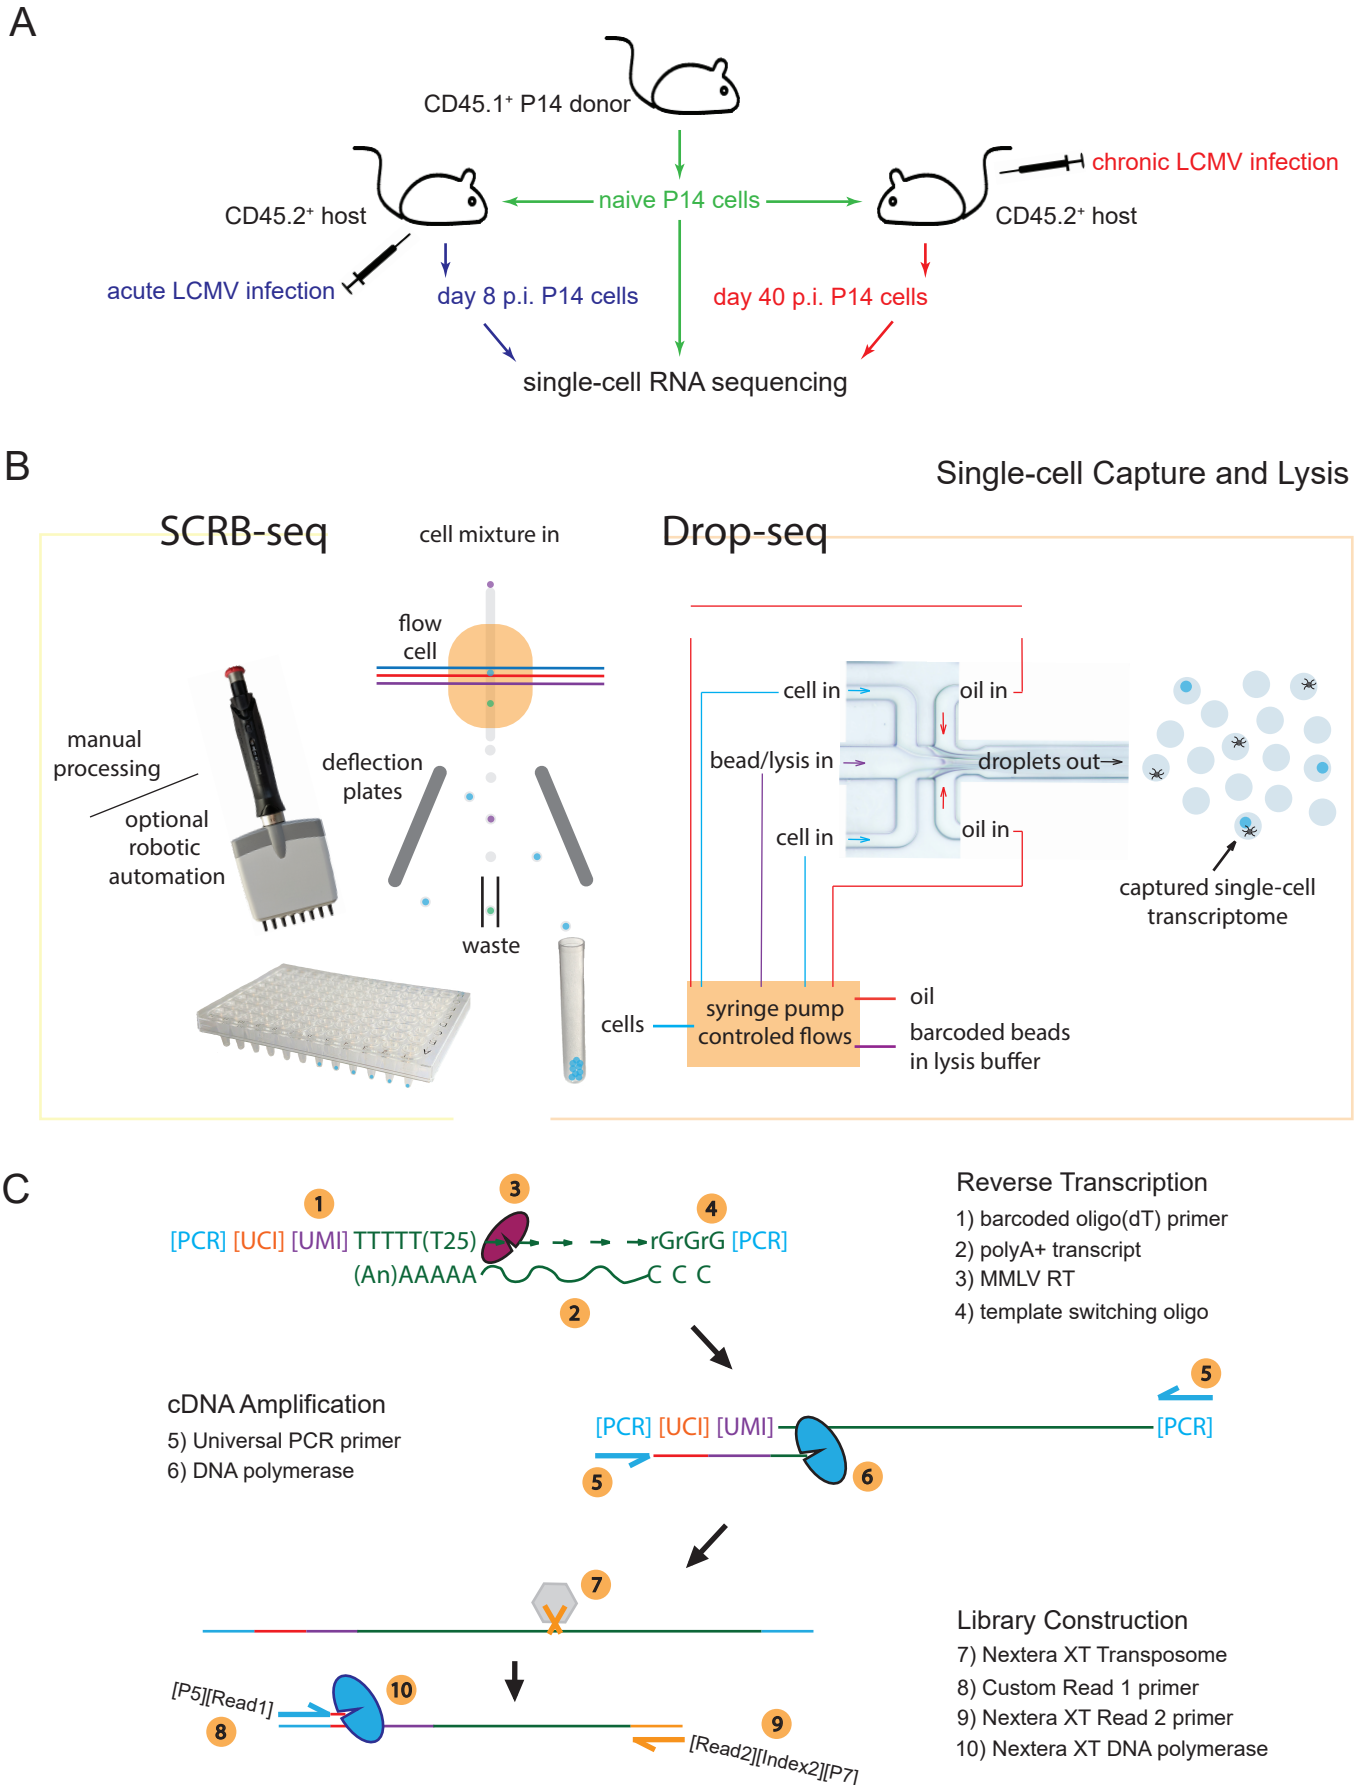 A
CD45.1⁺ P14 donor
chronic LCMV infection
naive P14 cells
CD45.2⁺ host
CD45.2⁺ host
acute LCMV infection
day 8 p.i. P14 cells
day 40 p.i. P14 cells
single-cell RNA sequencing
B
Single-cell Capture and Lysis
SCRB-seq
cell mixture in
Drop-seq
flow
cell
manual
processing
optional
robotic
automation
deflection
plates
waste
cell in
oil in
bead/lysis in
droplets out
cell in
oil in
captured single-cell
transcriptome
cells
syringe pump
controled flows
oil
barcoded beads
in lysis buffer
C
1
3
4
[PCR] [UCI] [UMI] TTTTT(T25)
rGrGrG [PCR]
(An)AAAAA
C C C
2
Reverse Transcription
1) barcoded oligo(dT) primer
2) polyA+ transcript
3) MMLV RT
4) template switching oligo
cDNA Amplification
5) Universal PCR primer
6) DNA polymerase
5
[PCR] [UCI] [UMI]
[PCR]
5
6
7
Library Construction
7) Nextera XT Transposome
8) Custom Read 1 primer
9) Nextera XT Read 2 primer
10) Nextera XT DNA polymerase
[P5][Read1]
10
8
9
[Read2][Index2][P7]